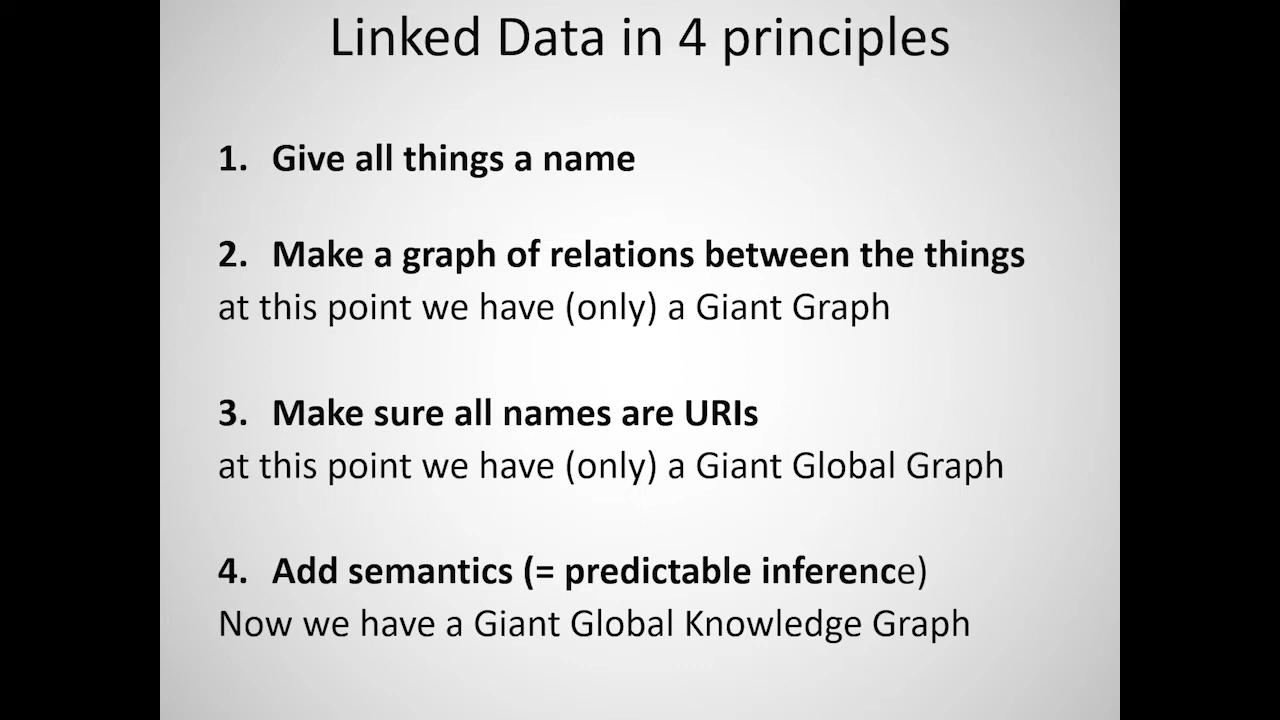 Linked Data in 4 principles
1. Give all things a name
2. Make a graph of relations between the things
at this point we have (only) a Giant Graph
3. Make sure all names are URIs
at this point we have (only) a Giant Global Graph
4. Add semantics (= predictable inference)
Now we have a Giant Global Knowledge Graph